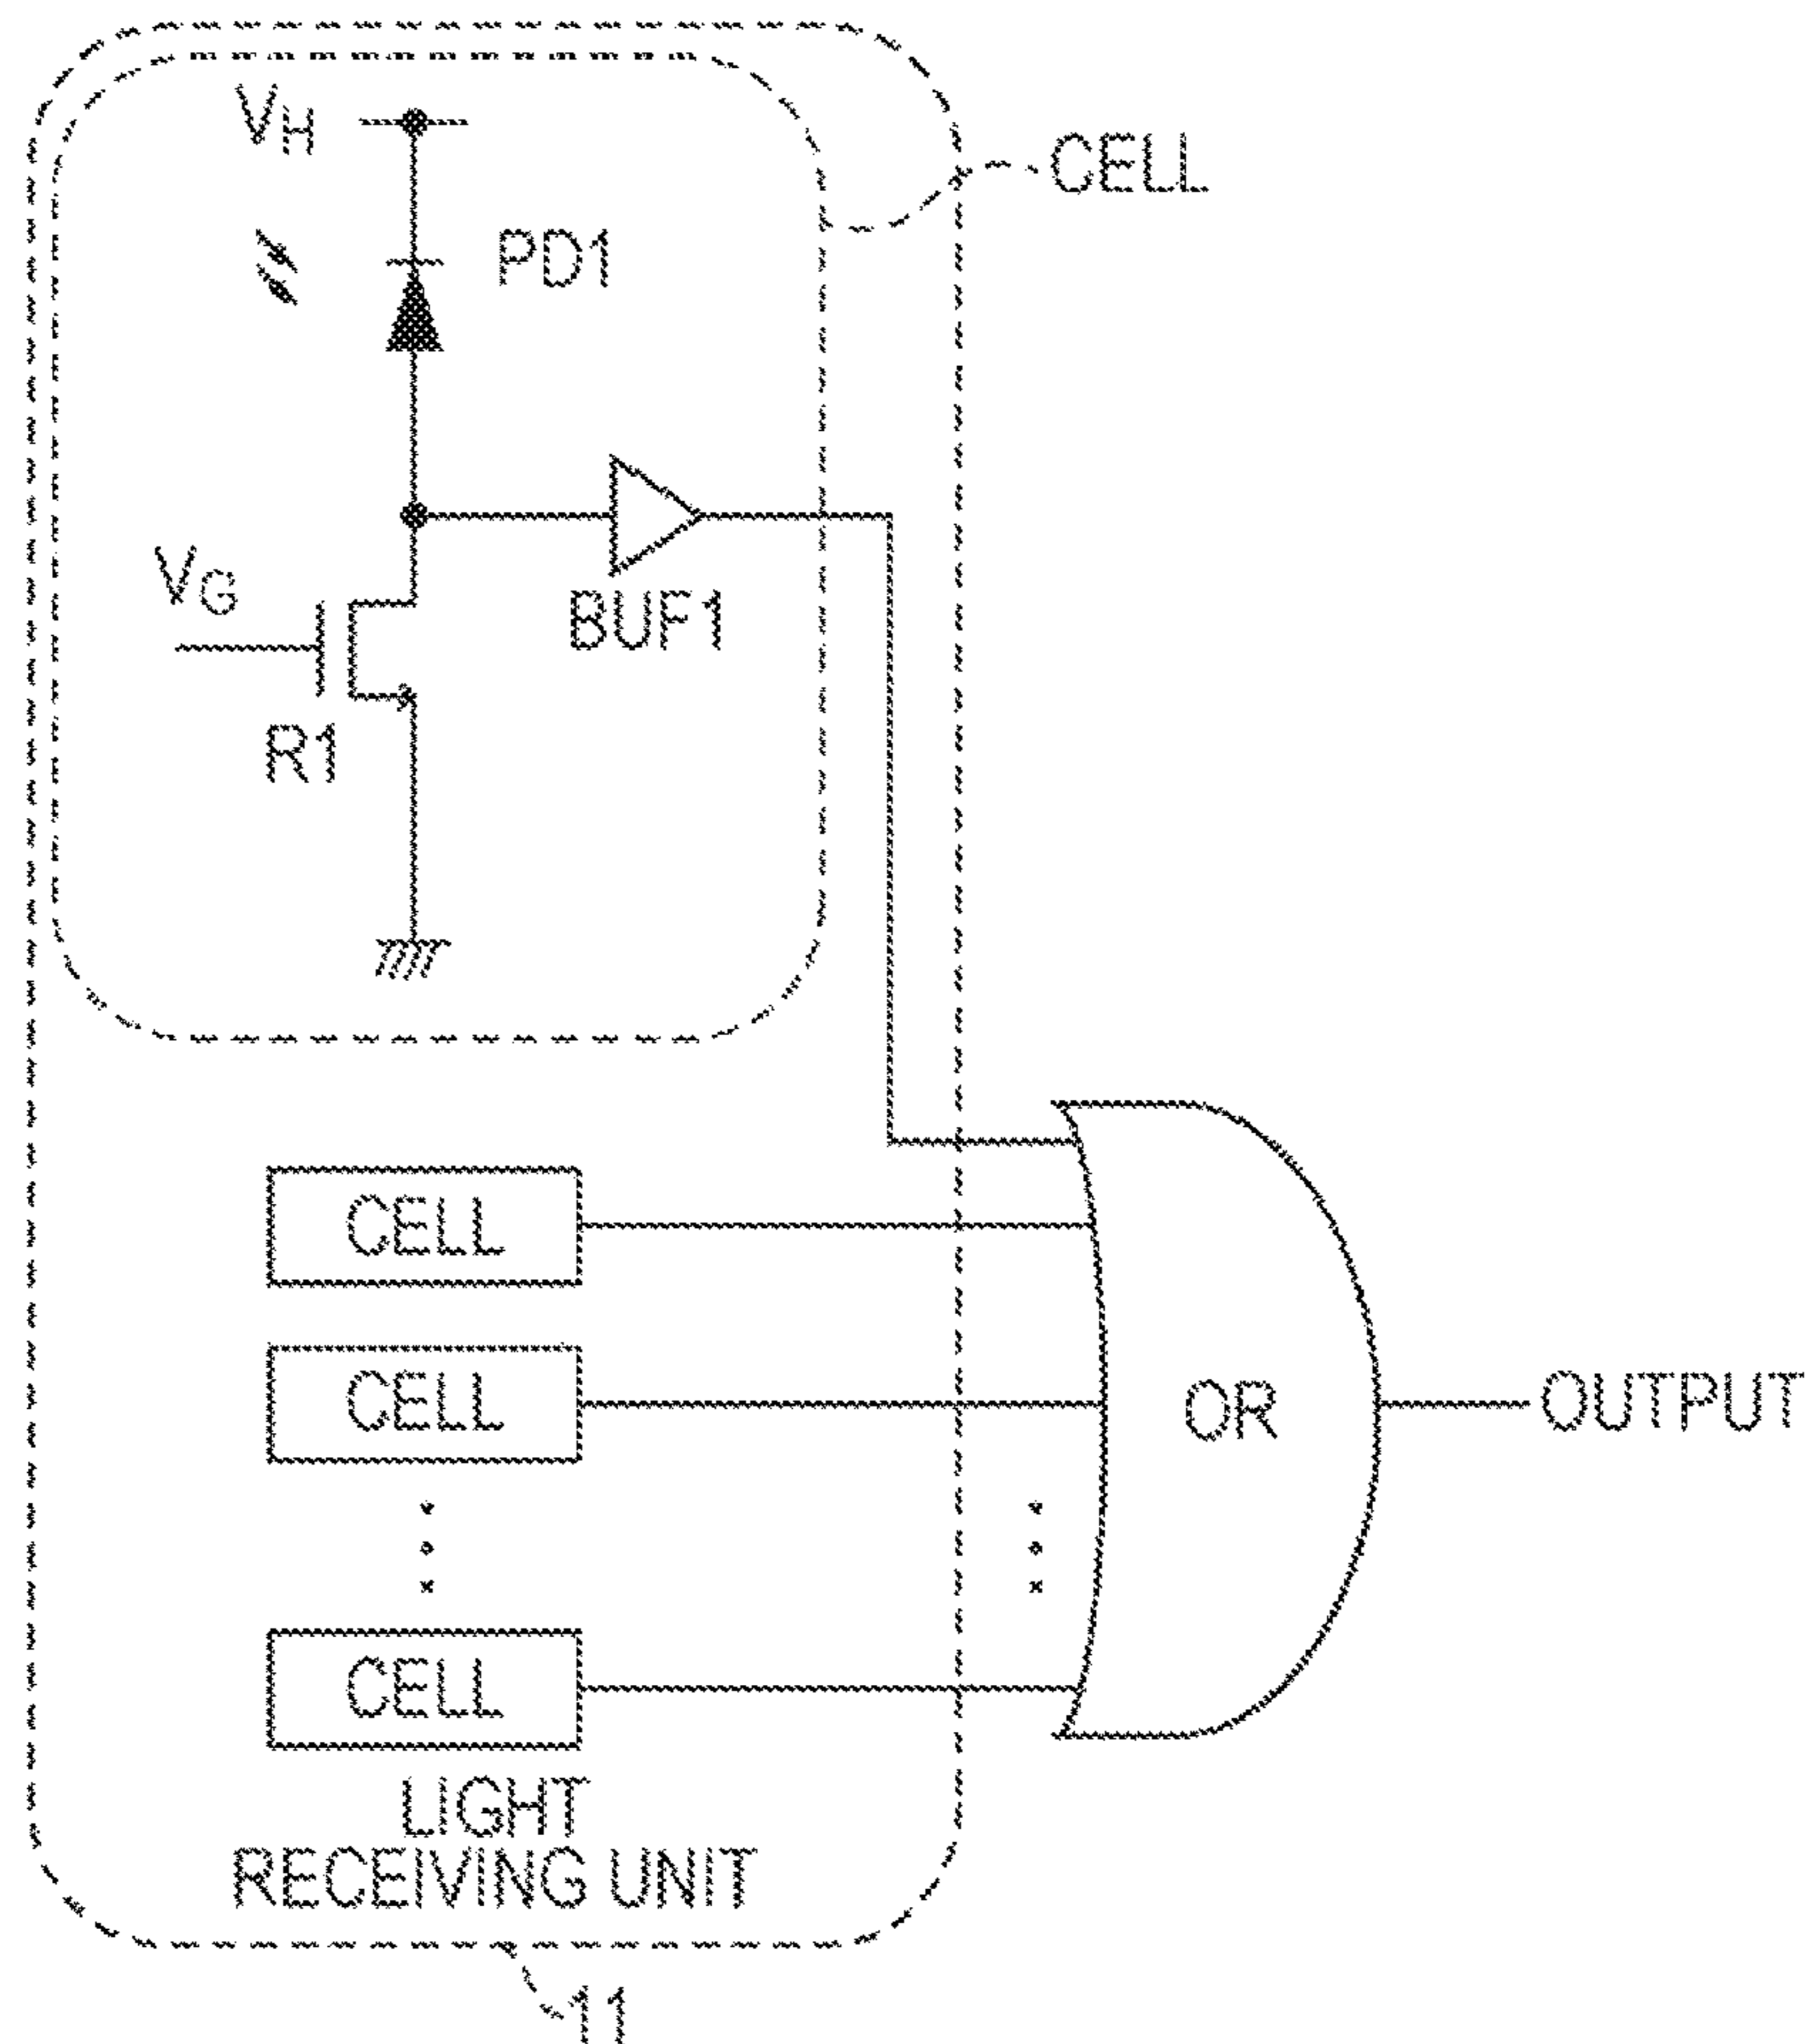 VH
CELL
PD1
VG
BUF1
R1
CELL
CELL
OR
OUTPUT
CELL
LIGHT
RECEIVING UNIT
11